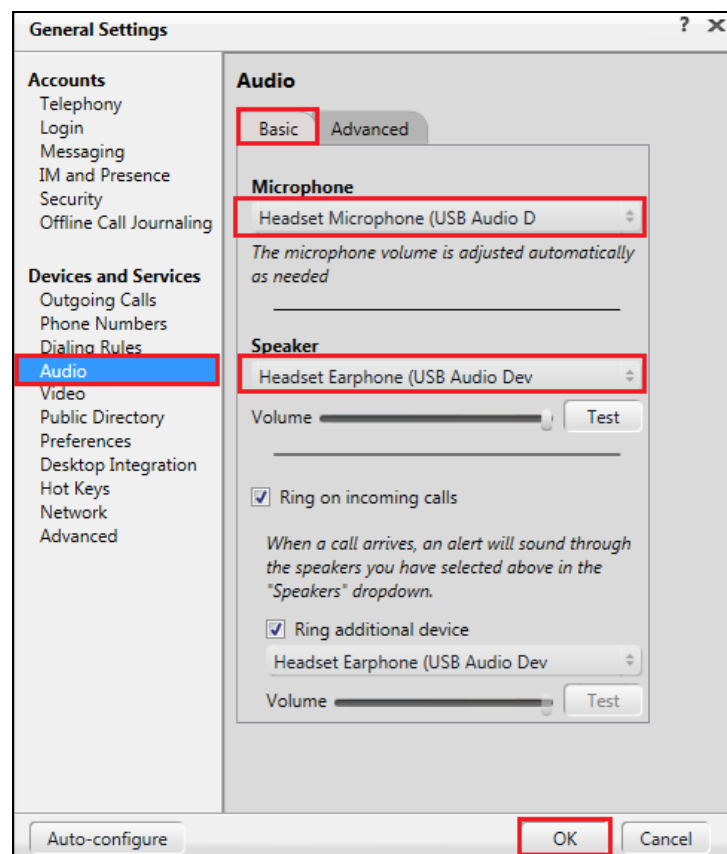 General Settings
?
Accounts
Telephony
Login
Messaging
IM and Presence
Security
Offline Call Journaling
Devices and Services
Outgoing Calls
Phone Numbers
Dialing Rules
Audio
Video
Public Directory
Preferences
Desktop Integration
Hot Keys
Network
Advanced
Audio
Basic Advanced
Microphone
Headset Microphone (USB Audio D
The microphone volume is adjusted automatically
as needed
Speaker
Headset Earphone (USB Audio Dev
Volume Test
Ring on incoming calls
When a call arrives, an alert will sound through
the speakers you have selected above in the
"Speakers" dropdown.
Ring additional device
Headset Earphone (USB Audio Dev
Volume Test
Auto-configure OK Cancel